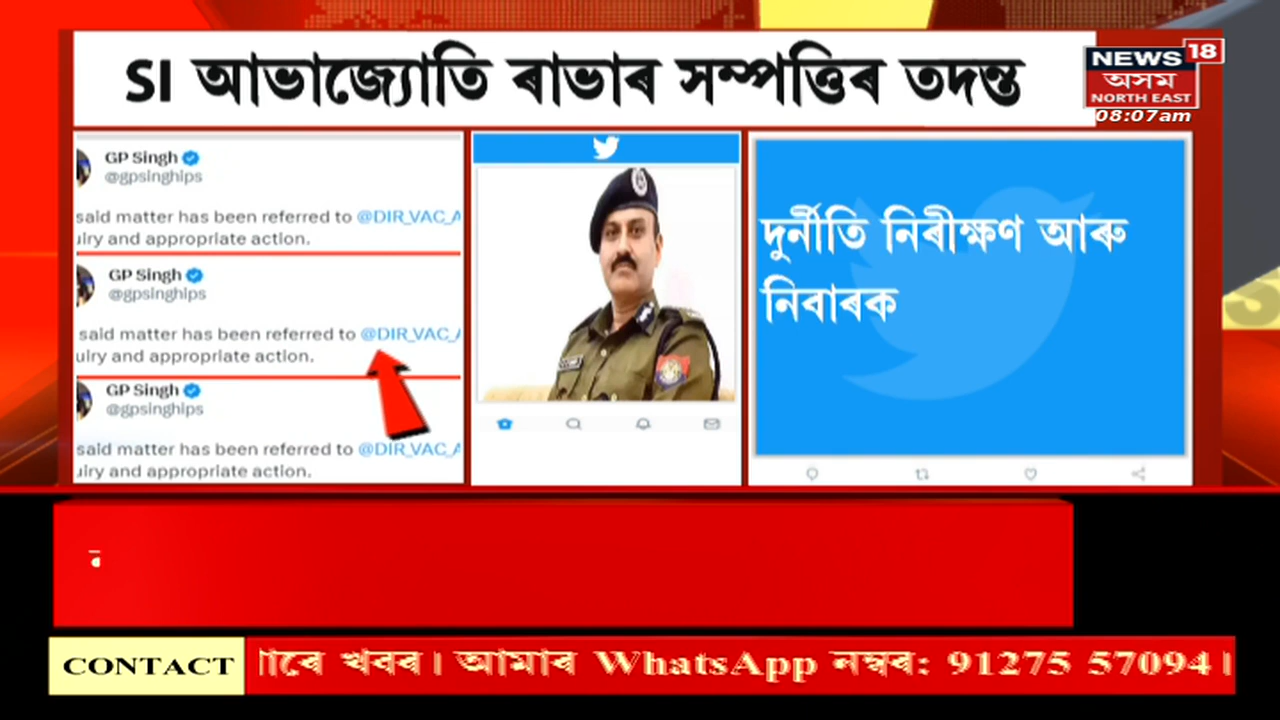 SI আভাজ্যোতি ৰাভাৰ সম্পত্তিৰ তদন্ত
NEWS 18
অসম
NORTH EAST
08:07am
GP Singh
@gpsinghips
said matter has been referred to @DIR_VAC_A
uiry and appropriate action.
GP Singh
@gpsinghips
said matter has been referred to @DIR_VAC_A
uiry and appropriate action.
GP Singh
@gpsinghips
said matter has been referred to @DIR_VAC_A
uiry and appropriate action.
দুৰ্নীতি নিৰীক্ষণ আৰু
নিবাৰক
CONTACT
খবৰ। আমাৰ WhatsApp নম্বৰ: 91275 57094।